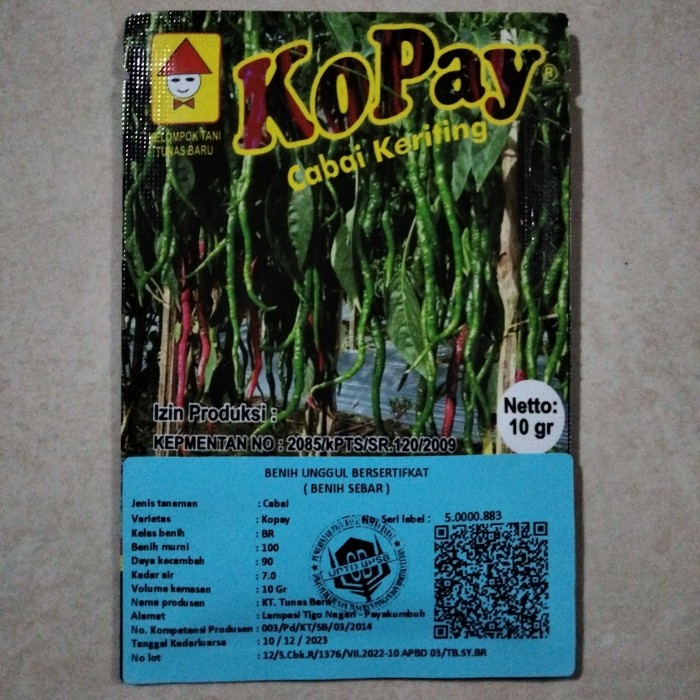 KoPay ®
Cabai Keriting
KELOMPOK TANI
TUNAS BARU
Izin Produksi :
KEPMENTAN NO : 2085/kPTS/SR.120/2009
Netto:
10 gr
BENIH UNGGUL BERSERTIFKAT
( BENIH SEBAR )
Jenis tanaman : Cabai
Varietas : Kopay No. Seri label : 5.0000.883
Kelas benih : BR
Benih murni : 100
Daya kecambah : 90
Kadar air : 7.0
Volume kemasan : 10 Gr
Nama produsen : KT. Tunas Baru
Alamat : Lampasi Tigo Nagari - Payakumbuh
No. Kompetensi Produsen : 003/Pd/KT/SB/03/2014
Tanggal Kadarluarsa : 10 / 12 / 2023
No lot : 12/S.Cbk.R/1376/VII.2022-10 APBD 03/TB.SY.BR
UPTD BPSB